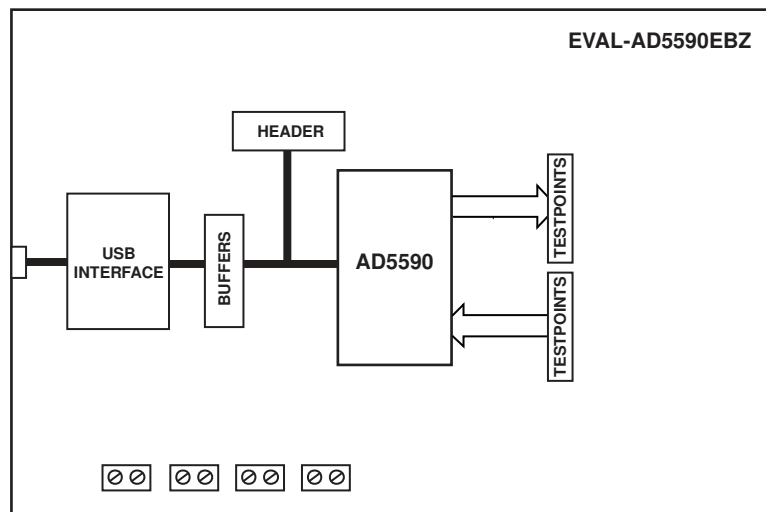 EVAL-AD5590EBZ
HEADER
USB
INTERFACE
BUFFERS
AD5590
TESTPOINTS
TESTPOINTS